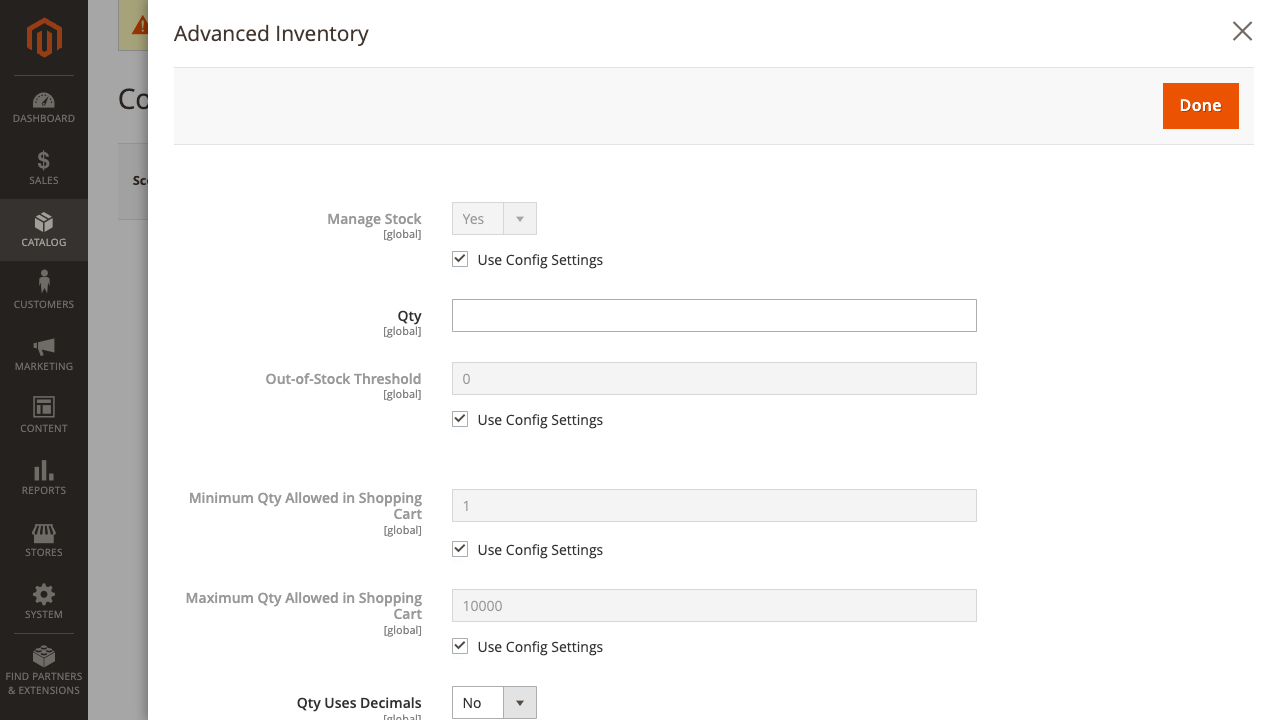 Advanced Inventory
Done
DASHBOARD
SALES
CATALOG
CUSTOMERS
MARKETING
CONTENT
REPORTS
STORES
SYSTEM
FIND PARTNERS
& EXTENSIONS
Co
Sco
Manage Stock
[global]
Yes
Use Config Settings
Qty
[global]
Out-of-Stock Threshold
[global]
0
Use Config Settings
Minimum Qty Allowed in Shopping
Cart
[global]
1
Use Config Settings
Maximum Qty Allowed in Shopping
Cart
[global]
10000
Use Config Settings
Qty Uses Decimals
[global]
No